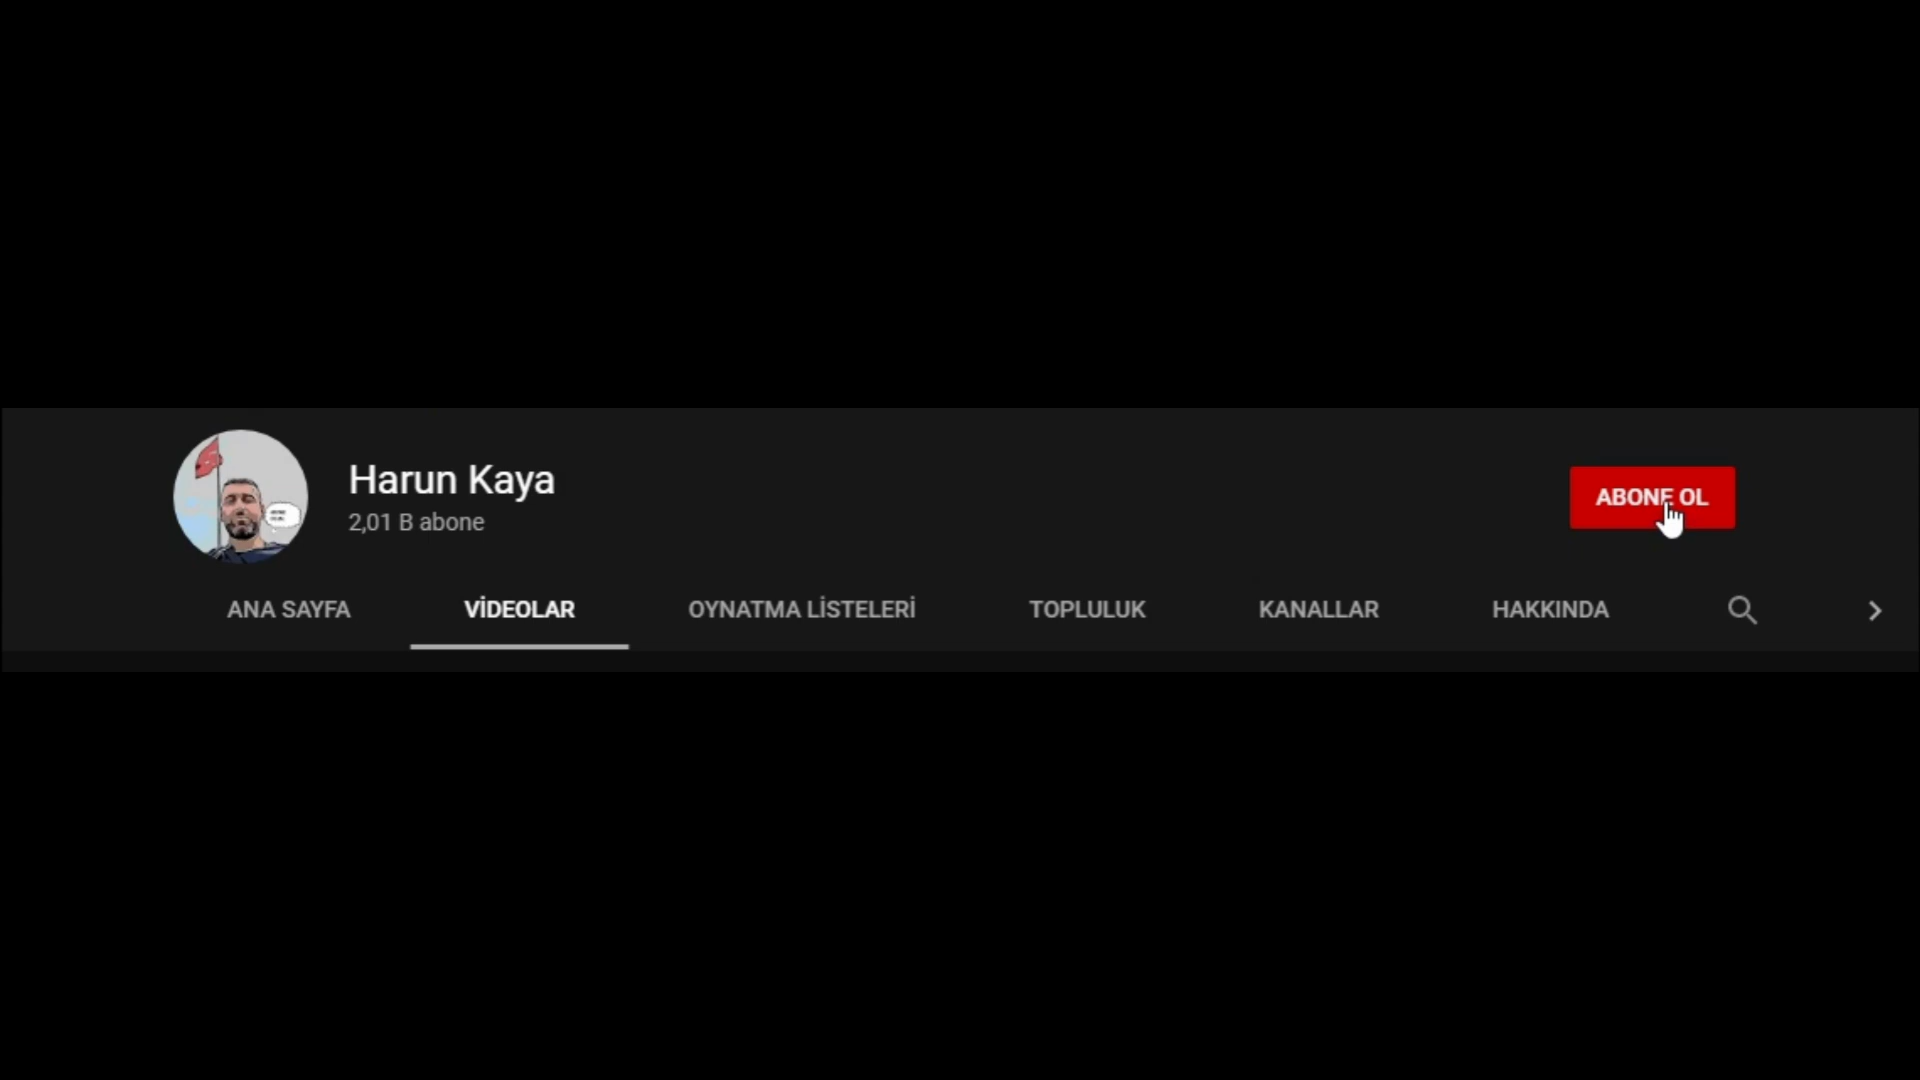 Harun Kaya
2,01 B abone
ABONE OL
ANA SAYFA
VİDEOLAR
OYNATMA LİSTELERİ
TOPLULUK
KANALLAR
HAKKINDA